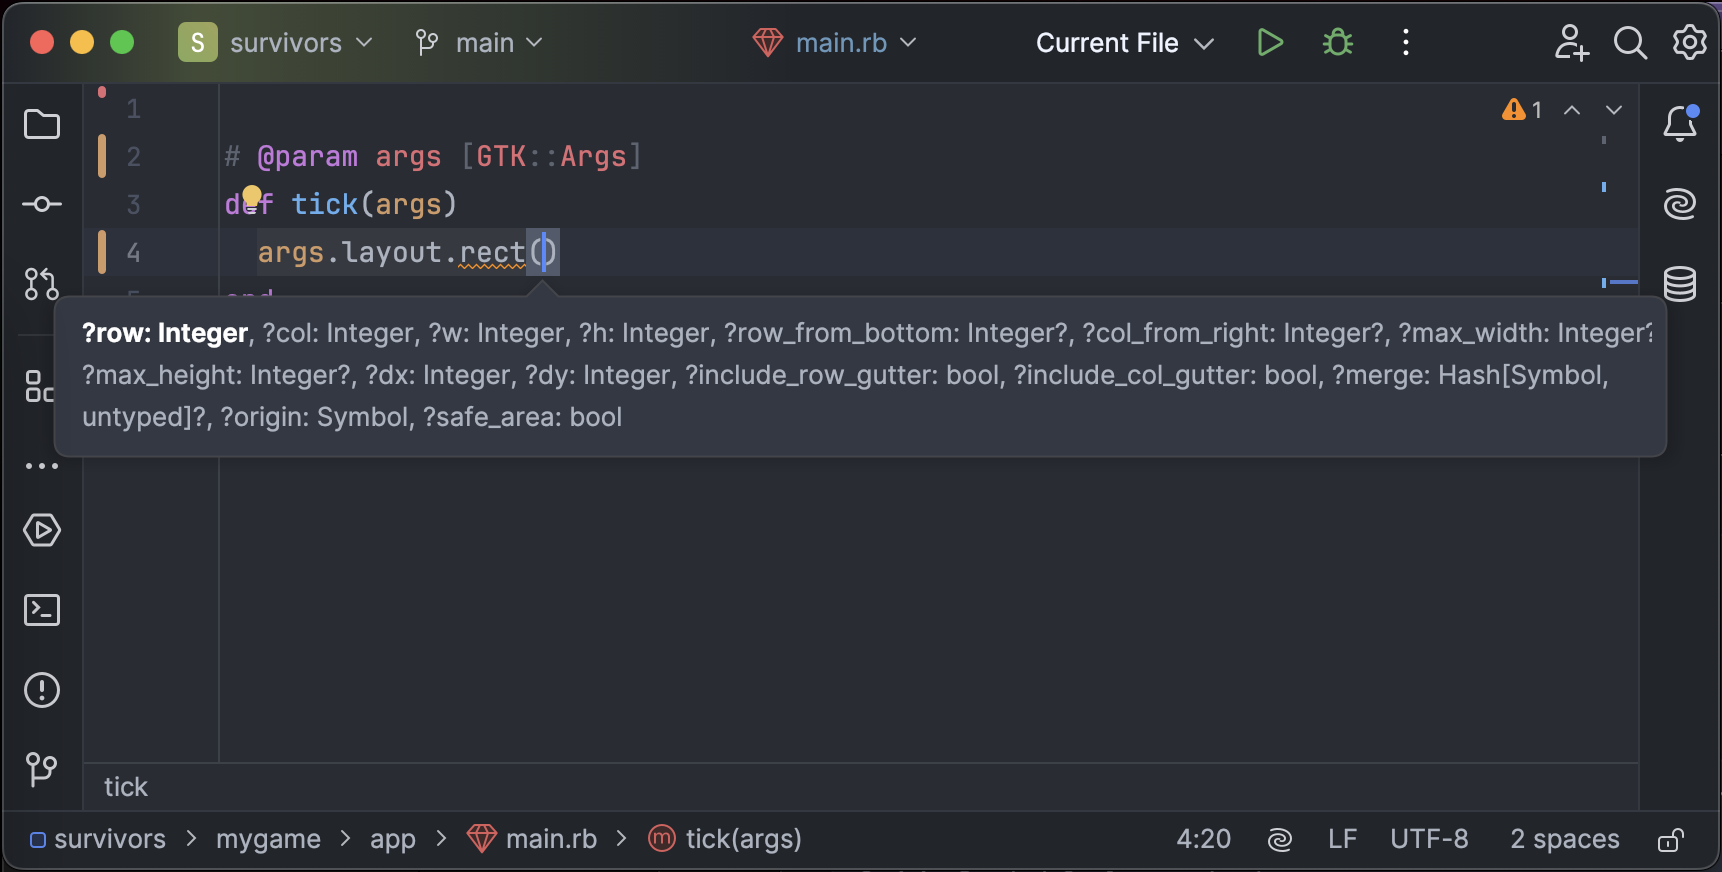 S survivors main main.rb Current File
1 1
2 # @param args [GTK::Args]
3 def tick(args)
4 args.layout.rect()
?row: Integer, ?col: Integer, ?w: Integer, ?h: Integer, ?row_from_bottom: Integer?, ?col_from_right: Integer?, ?max_width: Integer?
?max_height: Integer?, ?dx: Integer, ?dy: Integer, ?include_row_gutter: bool, ?include_col_gutter: bool, ?merge: Hash[Symbol,
untyped]?, ?origin: Symbol, ?safe_area: bool
tick
survivors > mygame > app > main.rb > m tick(args) 4:20 LF UTF-8 2 spaces